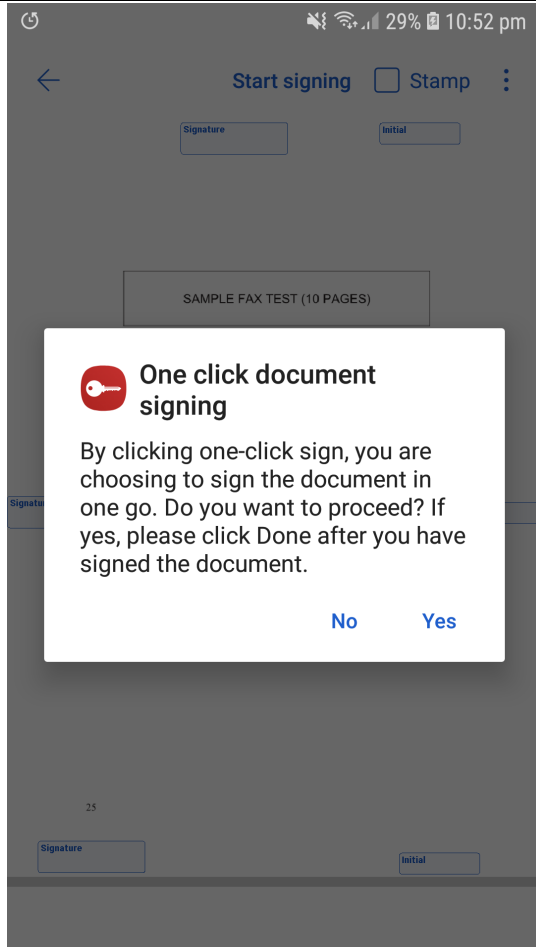 29% 10:52 pm
Start signing Stamp
Signature Initial
SAMPLE FAX TEST (10 PAGES)
One click document
signing
By clicking one-click sign, you are
choosing to sign the document in
one go. Do you want to proceed? If
yes, please click Done after you have
signed the document.
No Yes
25
Signature
Initial